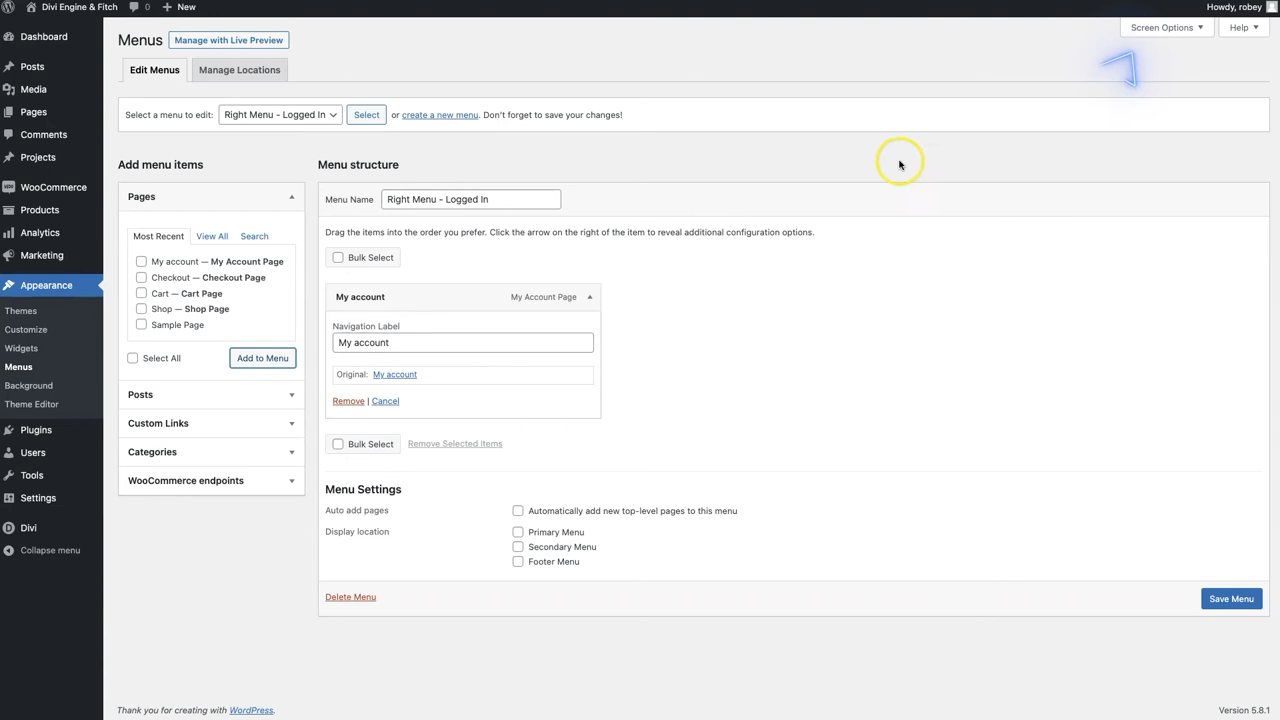 Divi Engine & Fitch 0 New Howdy, robey
Screen Options Help
Dashboard
Posts
Media
Pages
Comments
Projects
WooCommerce
Products
Analytics
Marketing
Appearance
Themes
Customize
Widgets
Menus
Background
Theme Editor
Plugins
Users
Tools
Settings
Divi
Collapse menu
Menus Manage with Live Preview
Edit Menus Manage Locations
Select a menu to edit: Right Menu - Logged In Select or create a new menu. Don't forget to save your changes!
Add menu items
Pages
Most Recent View All Search
My account — My Account Page
Checkout — Checkout Page
Cart — Cart Page
Shop — Shop Page
Sample Page
Select All Add to Menu
Posts
Custom Links
Categories
WooCommerce endpoints
Menu structure
Menu Name Right Menu - Logged In
Drag the items into the order you prefer. Click the arrow on the right of the item to reveal additional configuration options.
Bulk Select
My account My Account Page
Navigation Label
My account
Original: My account
Remove | Cancel
Bulk Select Remove Selected Items
Menu Settings
Auto add pages Automatically add new top-level pages to this menu
Display location Primary Menu
Secondary Menu
Footer Menu
Delete Menu Save Menu
Thank you for creating with WordPress. Version 5.8.1